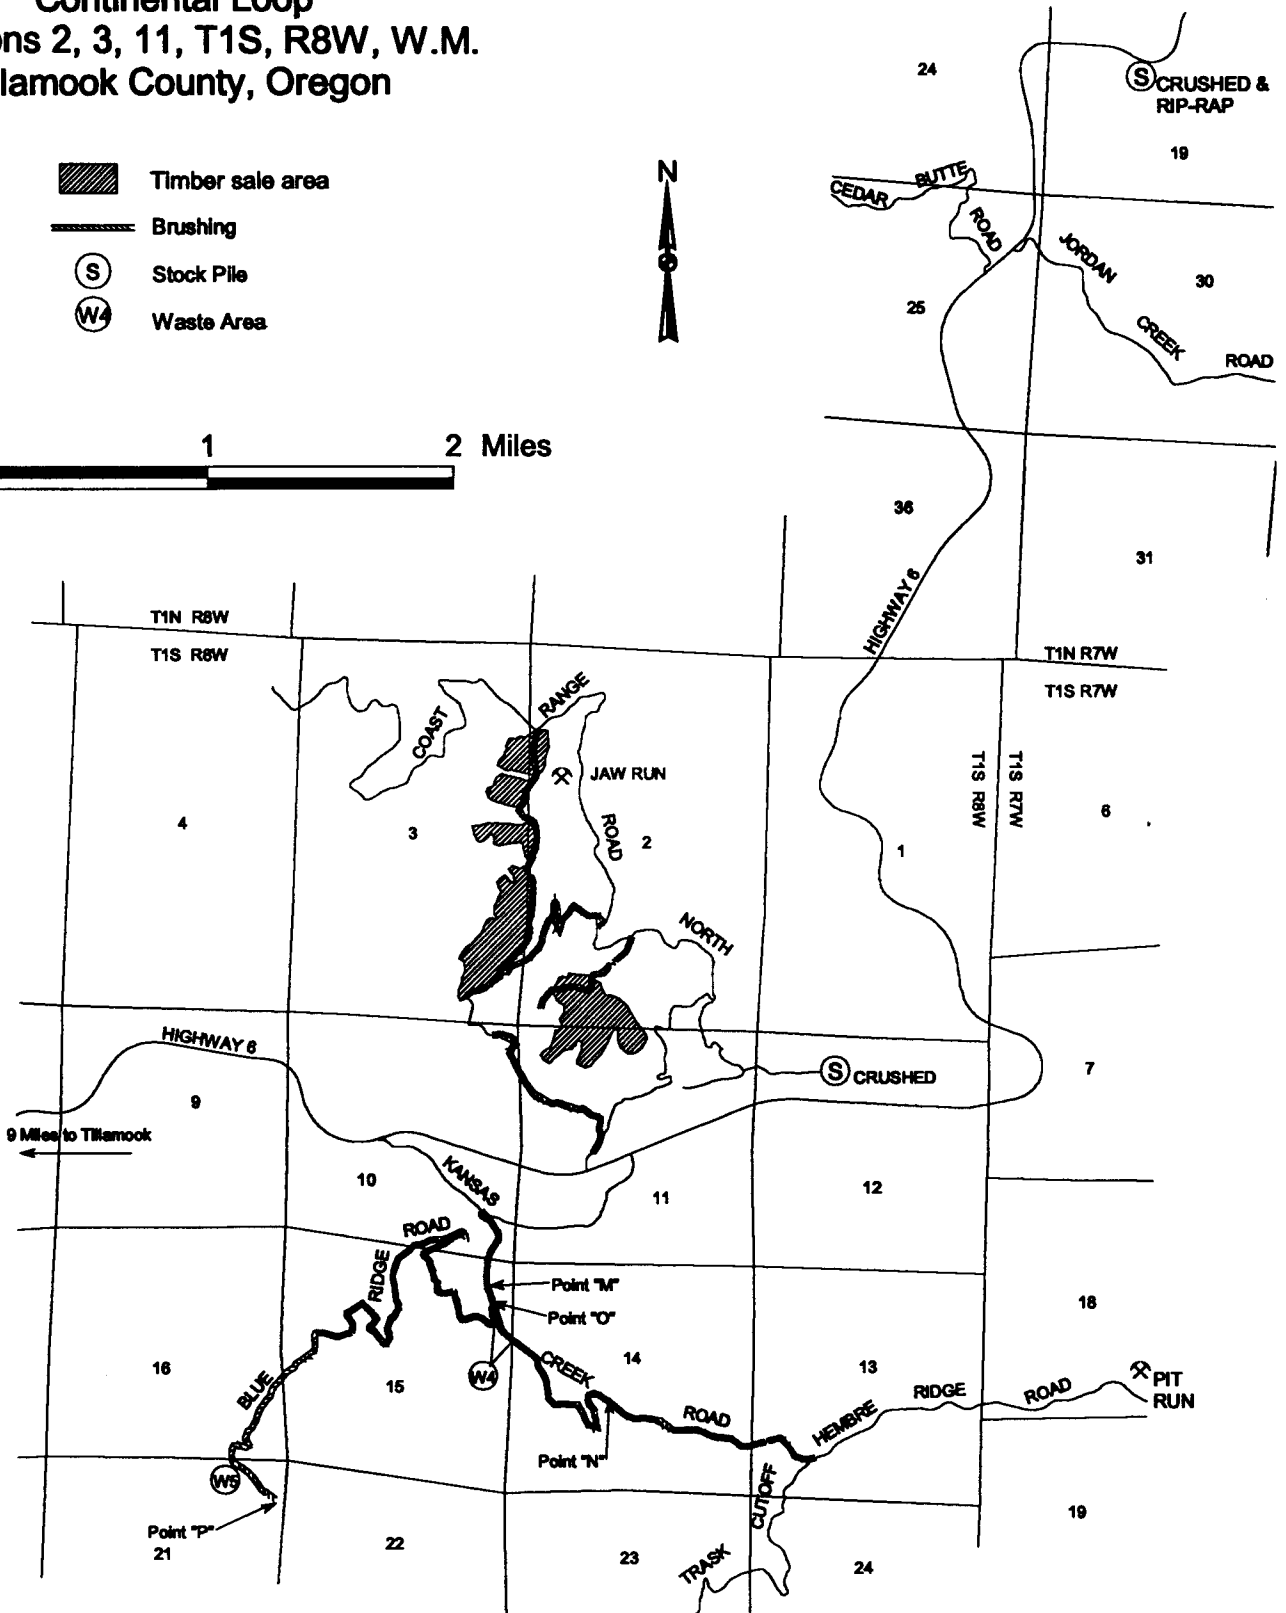 Continental Loop
ns 2, 3, 11, T1S, R8W, W.M.
lamook County, Oregon
Timber sale area
Brushing
S Stock Pile
W4 Waste Area
N
1 2 Miles
24
S CRUSHED &
RIP-RAP
19
CEDAR BUTTE ROAD
JORDAN CREEK ROAD
25
30
36
31
HIGHWAY 6
T1N R8W
T1S R8W
T1N R7W
T1S R7W
T1S R8W
T1S R7W
COAST RANGE ROAD
JAW RUN
4
3
2
1
6
NORTH
HIGHWAY 6
S CRUSHED
7
9
9 Miles to Tillamook
10
11
12
KANSAS CREEK ROAD
BLUE RIDGE ROAD
Point "M"
Point "O"
W4
18
16
15
14
13
HEMBRE RIDGE ROAD
PIT
RUN
Point "N"
W5
Point "P"
21
22
23
24
19
TRASK CUTOFF